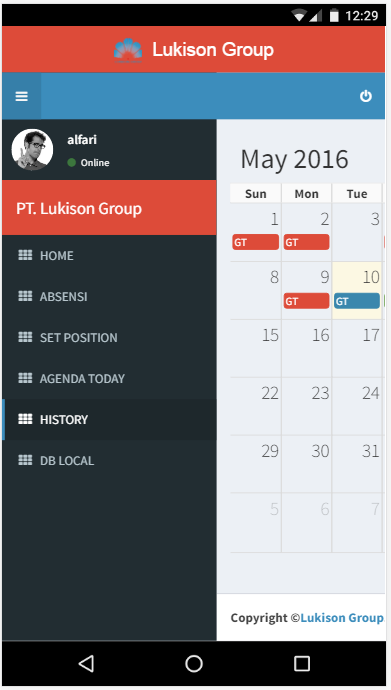 12:29
Lukison Group
alfari
Online
PT. Lukison Group
HOME
ABSENSI
SET POSITION
AGENDA TODAY
HISTORY
DB LOCAL
May 2016
Sun Mon Tue
1 2 3
GT GT
8 9 10
GT GT
15 16 17
22 23 24
29 30 31
5 6 7
Copyright ©Lukison Group